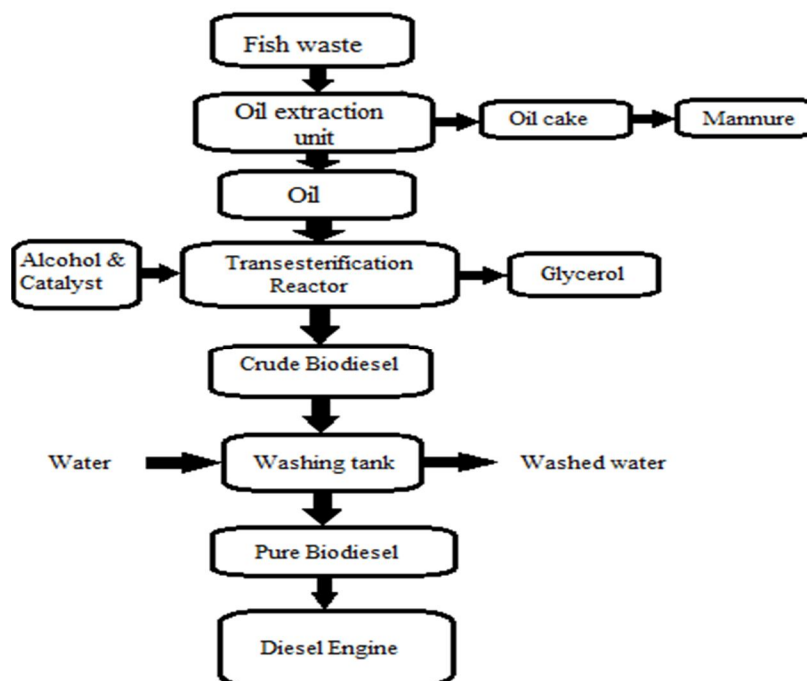 Fish waste
Oil extraction
unit
Oil cake
Mannure
Oil
Alcohol &
Catalyst
Transesterification
Reactor
Glycerol
Crude Biodiesel
Water
Washing tank
Washed water
Pure Biodiesel
Diesel Engine